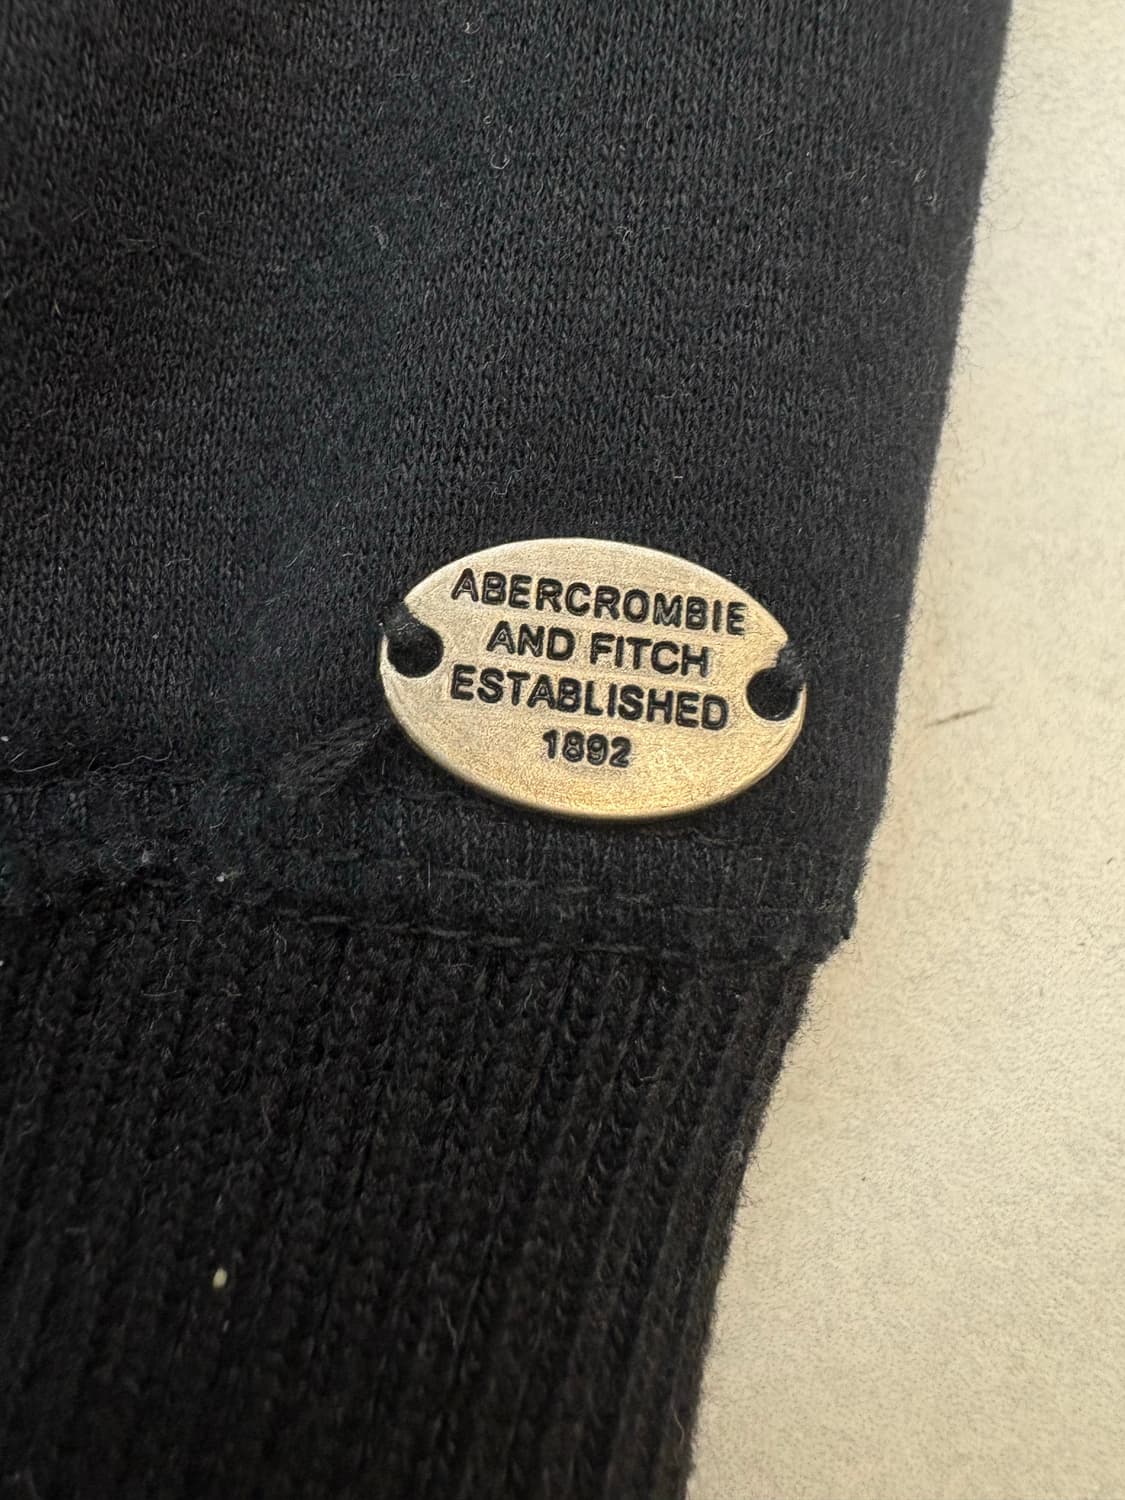 ABERCROMBIE
AND FITCH
ESTABLISHED
1892